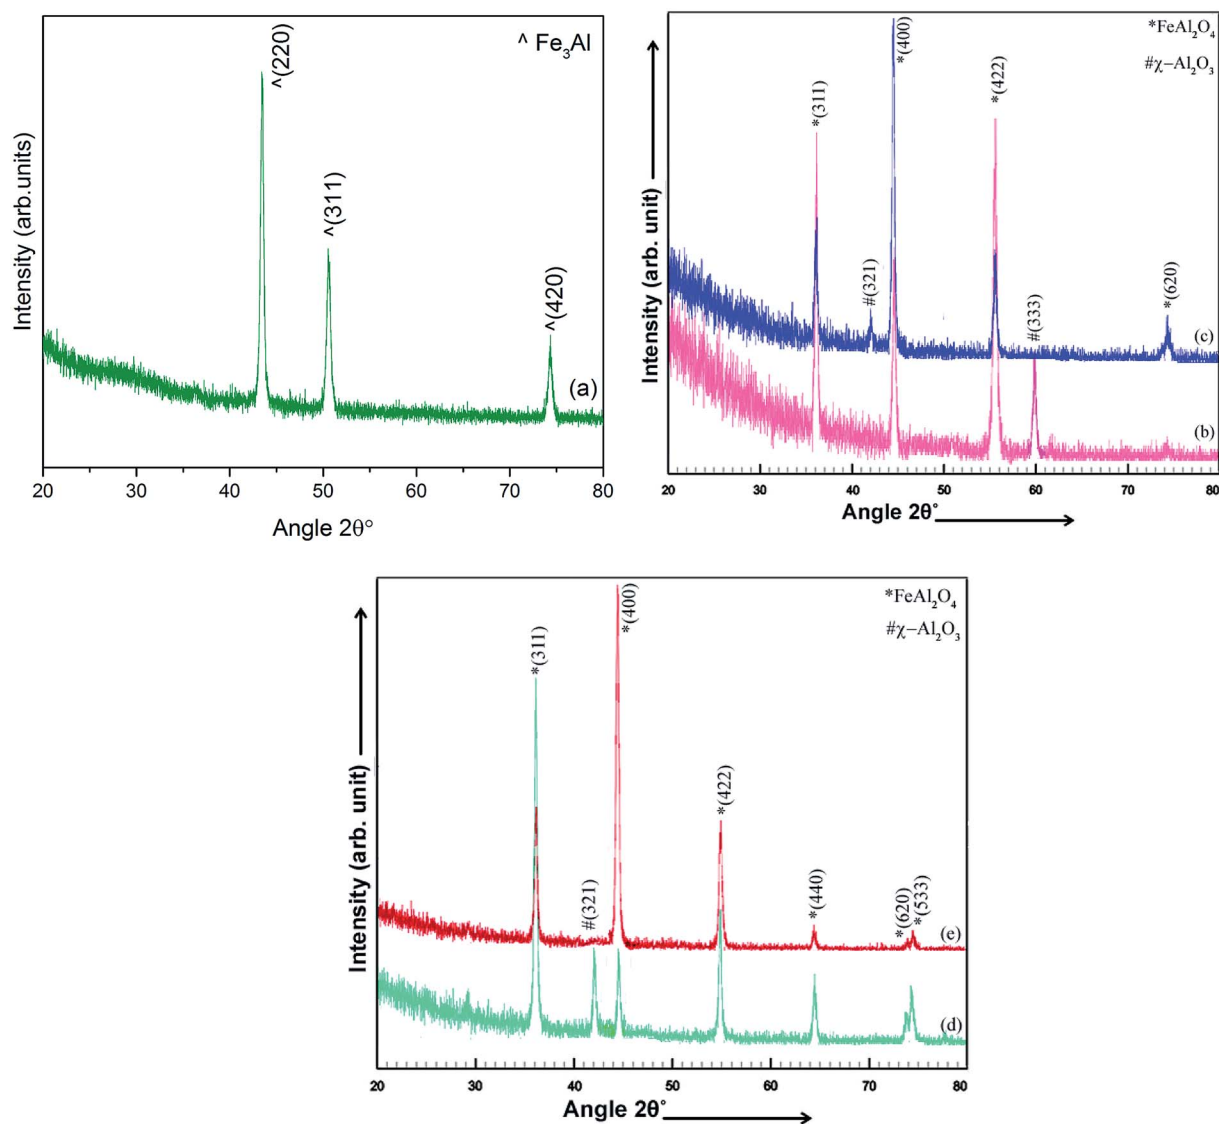 ^ Fe₃Al
^(220)
^(311)
^(420)
(a)
Intensity (arb.units)
20 30 40 50 60 70 80
Angle 2θ°
*FeAl₂O₄
#χ−Al₂O₃
*(400)
*(422)
*(311)
#(321)
*(620)
#(333)
(c)
(b)
Intensity (arb. unit)
20 30 40 50 60 70 80
Angle 2θ°
*FeAl₂O₄
#χ−Al₂O₃
*(400)
*(311)
*(422)
#(321)
*(440)
*(620)
*(533)
(e)
(d)
Intensity (arb. unit)
20 30 40 50 60 70 80
Angle 2θ°